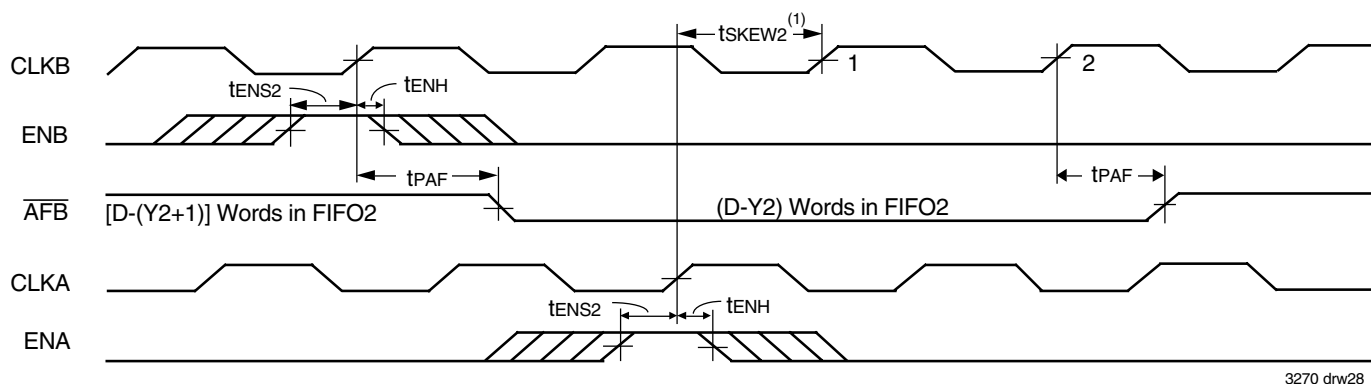 tSKEW2 (1)
CLKB
1
2
tENS2
tENH
ENB
tPAF
tPAF
AFB
[D-(Y2+1)] Words in FIFO2
(D-Y2) Words in FIFO2
CLKA
tENS2
tENH
ENA
3270 drw28